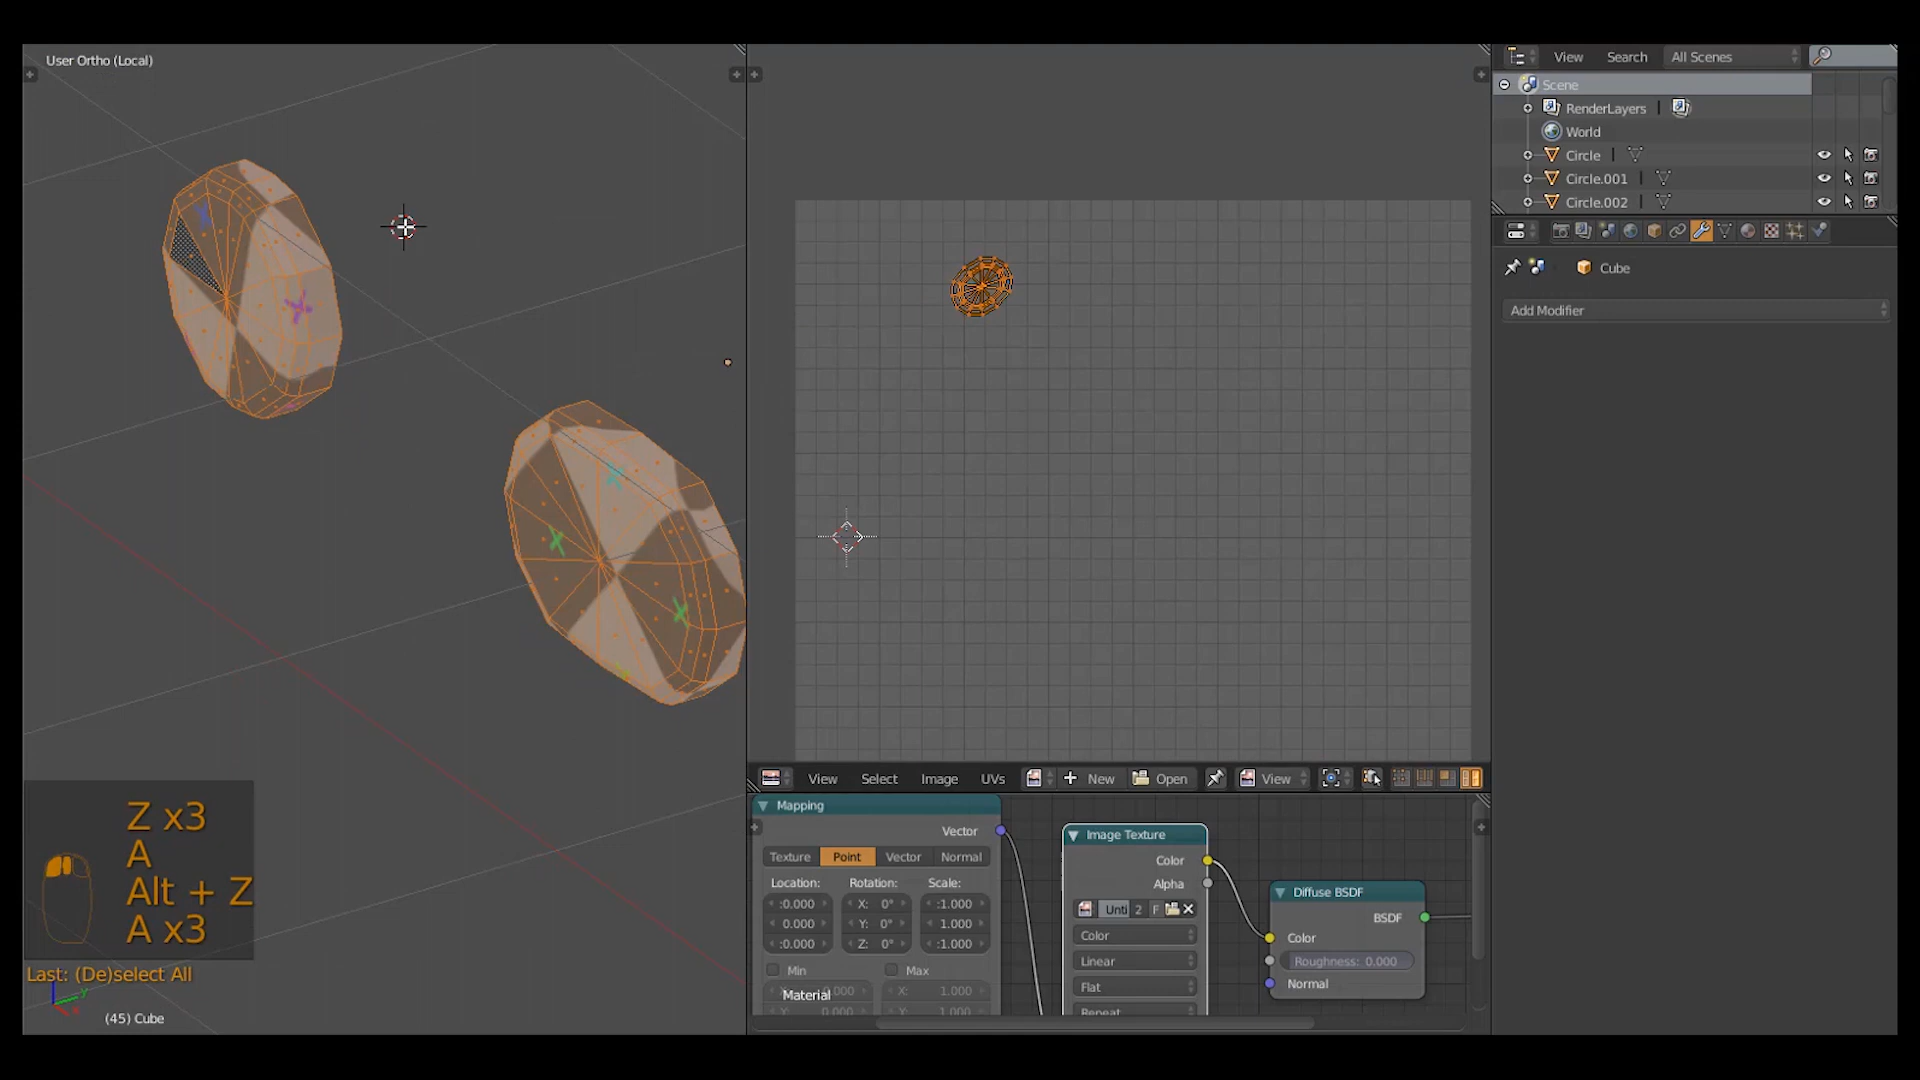 User Ortho (Local)
View Search All Scenes
Scene
RenderLayers
World
Circle
Circle.001
Circle.002
Cube
Add Modifier
View Select Image UVs New Open View
Mapping
Vector
Texture Point Vector Normal
Location: Rotation: Scale:
:0.000 X: 0° :1.000
0.000 Y: 0° 1.000
:0.000 Z: 0° :1.000
Min Max
X: 1.000
Material
Image Texture
Color
Alpha
Unti 2 F
Color
Linear
Flat
Repeat
Diffuse BSDF
BSDF
Color
Roughness: 0.000
Normal
Z x3
A
Alt + Z
A x3
Last: (De)select All
(45) Cube